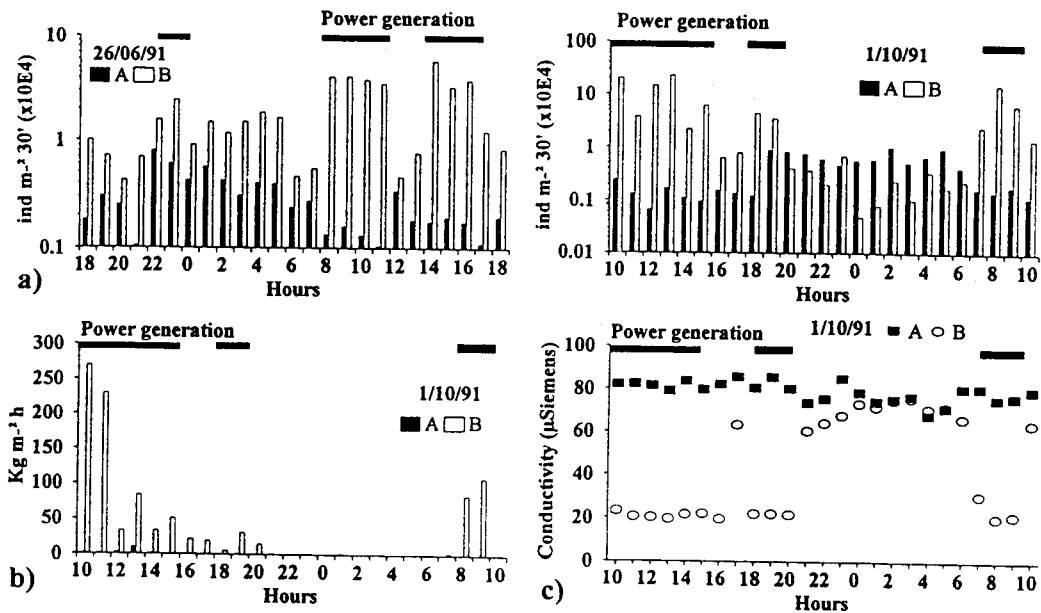 Power generation
10
26/06/91
A B
1
0.1
ind m⁻² 30' (x10E4)
18 20 22 0 2 4 6 8 10 12 14 16 18
Hours
a)
Power generation
100
1/10/91
A B
10
1
0.1
0.01
ind m⁻² 30' (x10E4)
10 12 14 16 18 20 22 0 2 4 6 8 10
Hours
Power generation
300
250
200
150
100
50
0
1/10/91
A B
Kg m⁻² h
10 12 14 16 18 20 22 0 2 4 6 8 10
Hours
b)
1/10/91 A B
Power generation
100
80
60
40
20
0
Conductivity (µSiemens)
10 12 14 16 18 20 22 0 2 4 6 8 10
Hours
c)